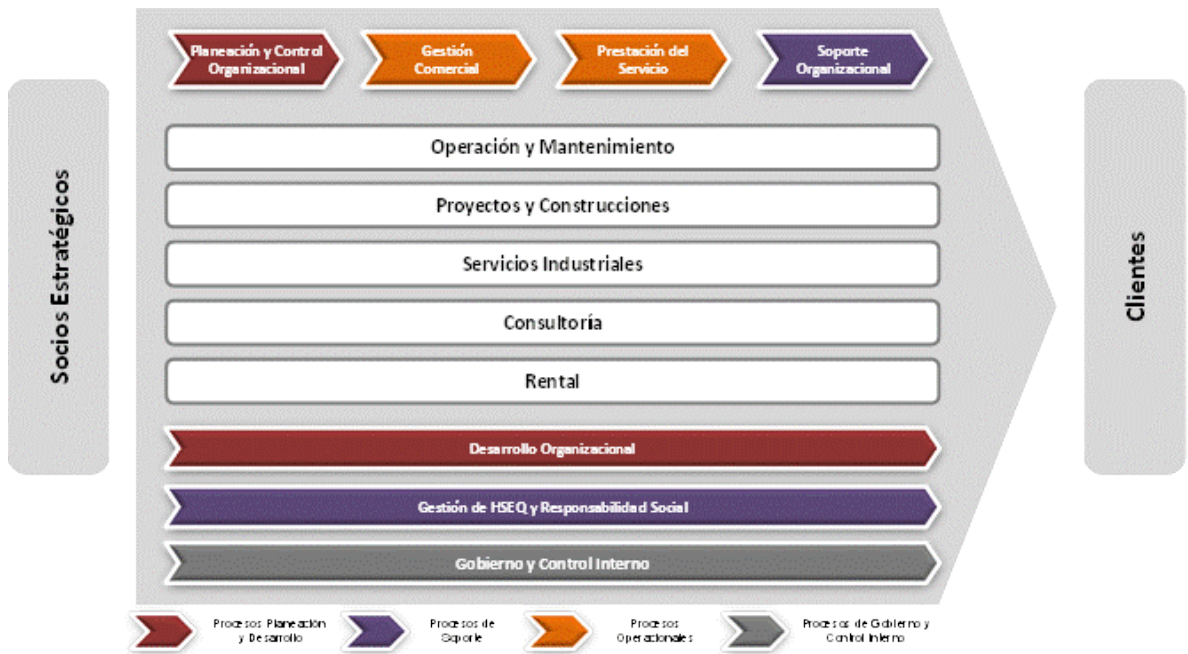 Planeación y Control
Organizacional
Gestión
Comercial
Prestación del
Servicio
Soporte
Organizacional
Socios Estratégicos
Operación y Mantenimiento
Proyectos y Construcciones
Servicios Industriales
Consultoría
Rental
Desarrollo Organizacional
Gestión de HSEQ y Responsabilidad Social
Gobierno y Control Interno
Clientes
Procesos Planeación
y Desarrollo
Procesos de
Soporte
Procesos
Operacionales
Procesos de Gobierno y
Control Interno